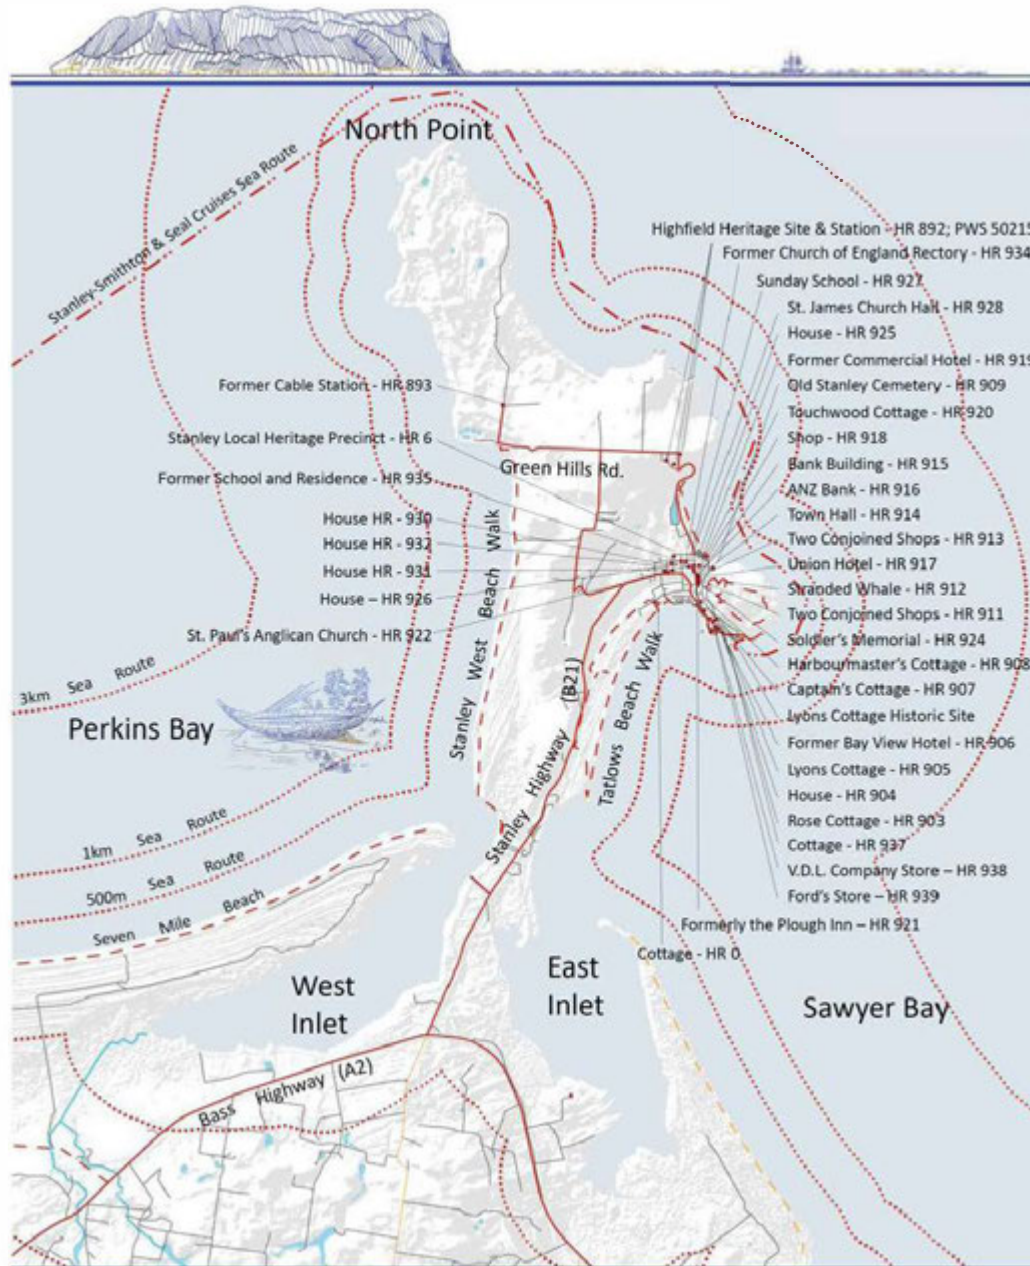 North Point
Stanley-Smithton & Seal Cruises Sea Route
Highfield Heritage Site & Station - HR 892; PWS 50215
Former Church of England Rectory - HR 934
Sunday School - HR 927
St. James Church Hall - HR 928
House - HR 925
Former Commercial Hotel - HR 919
Old Stanley Cemetery - HR 909
Touchwood Cottage - HR 920
Shop - HR 918
Bank Building - HR 915
ANZ Bank - HR 916
Town Hall - HR 914
Two Conjoined Shops - HR 913
Union Hotel - HR 917
Stranded Whale - HR 912
Two Conjoined Shops - HR 911
Soldier's Memorial - HR 924
Harbourmaster's Cottage - HR 908
Captain's Cottage - HR 907
Lyons Cottage Historic Site
Former Bay View Hotel - HR 906
Lyons Cottage - HR 905
House - HR 904
Rose Cottage - HR 903
Cottage - HR 937
V.D.L. Company Store – HR 938
Ford's Store – HR 939
Formerly the Plough Inn – HR 921
Cottage - HR 0
Former Cable Station - HR 893
Stanley Local Heritage Precinct - HR 6
Green Hills Rd.
Former School and Residence - HR 935
House HR - 930
House HR - 932
House HR - 931
House – HR 926
St. Paul's Anglican Church - HR 922
Stanley West Beach Walk
Tatlows Beach Walk
Stanley Highway (B21)
3km Sea Route
Perkins Bay
1km Sea Route
500m Sea Route
Seven Mile Beach
West
Inlet
East
Inlet
Sawyer Bay
Bass Highway (A2)